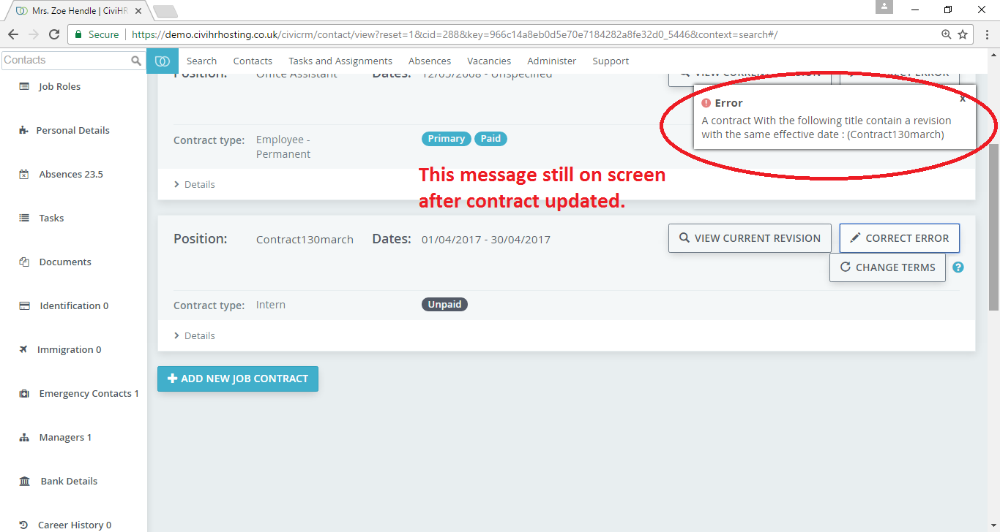 Mrs. Zoe Hendle | CiviHR
Secure
https://demo.civihrhosting.co.uk/civicrm/contact/view?reset=1&cid=288&key=966c14a8eb0d5e70e7184282a8fe32d0_5446&context=search#/
Contacts
Search Contacts Tasks and Assignments Absences Vacancies Administer Support
Position: Office Assistant Dates: 12/05/2008 - Unspecified
VIEW CURRENT REVISION CORRECT ERROR
Job Roles
Personal Details
Absences 23.5
Tasks
Documents
Identification 0
Immigration 0
Emergency Contacts 1
Managers 1
Bank Details
Career History 0
Error x
A contract With the following title contain a revision
with the same effective date : (Contract130march)
Contract type: Employee -
Permanent
Primary Paid
This message still on screen
after contract updated.
Details
Position: Contract130march Dates: 01/04/2017 - 30/04/2017
VIEW CURRENT REVISION CORRECT ERROR
CHANGE TERMS ?
Contract type: Intern Unpaid
Details
ADD NEW JOB CONTRACT